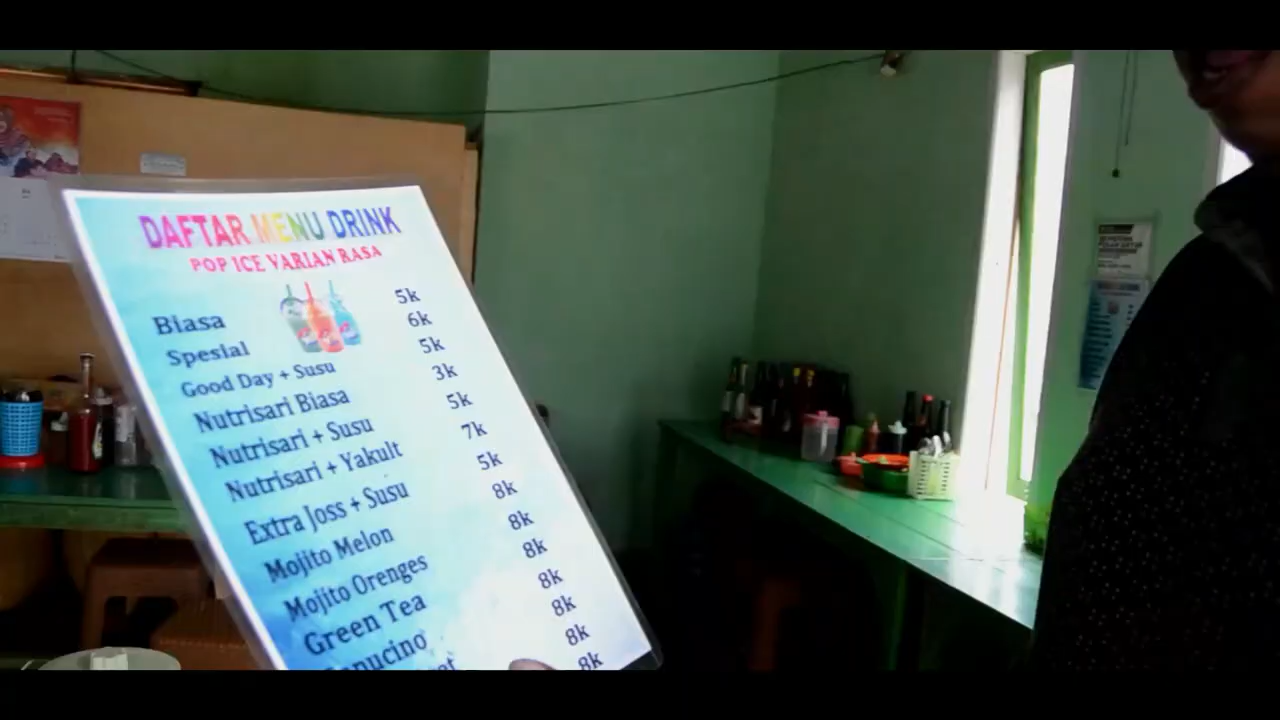 DAFTAR MENU DRINK
POP ICE VARIAN RASA
Biasa 5k
Spesial 6k
Good Day + Susu 5k
Nutrisari Biasa 3k
Nutrisari + Susu 5k
Nutrisari + Yakult 7k
Extra Joss + Susu 5k
Mojito Melon 8k
Mojito Orenges 8k
Green Tea 8k
8k
8k
8k
8k